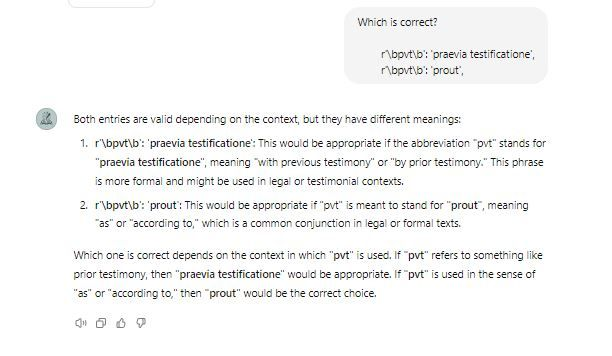 Which is correct?
r'\bpvt\b': 'praevia testificatione',
r'\bpvt\b': 'prout',
Both entries are valid depending on the context, but they have different meanings:
1. r'\bpvt\b': 'praevia testificatione': This would be appropriate if the abbreviation "pvt" stands for
"praevia testificatione", meaning "with previous testimony" or "by prior testimony." This phrase
is more formal and might be used in legal or testimonial contexts.
2. r'\bpvt\b': 'prout': This would be appropriate if "pvt" is meant to stand for "prout", meaning
"as" or "according to," which is a common conjunction in legal or formal texts.
Which one is correct depends on the context in which "pvt" is used. If "pvt" refers to something like
prior testimony, then "praevia testificatione" would be appropriate. If "pvt" is used in the sense of
"as" or "according to," then "prout" would be the correct choice.